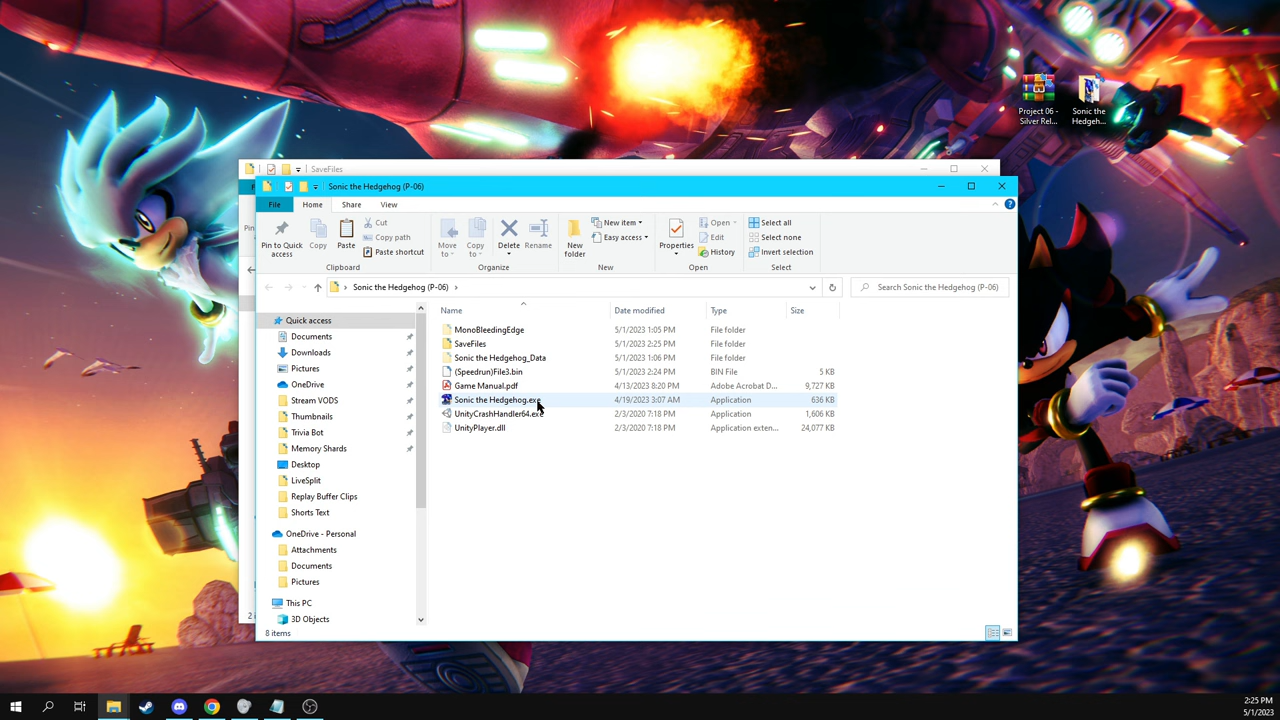 Project 06 -
Silver Rel...
Sonic the
Hedgeh...
SaveFiles
Sonic the Hedgehog (P-06)
File
Home
Share
View
Pin to Quick
access
Copy
Paste
Cut
Copy path
Paste shortcut
Clipboard
Move
to
Copy
to
Delete
Rename
Organize
New
folder
New item
Easy access
New
Properties
Open
Edit
History
Open
Select all
Select none
Invert selection
Select
Sonic the Hedgehog (P-06)
Search Sonic the Hedgehog (P-06)
Name Date modified Type Size
MonoBleedingEdge 5/1/2023 1:05 PM File folder
SaveFiles 5/1/2023 2:25 PM File folder
Sonic the Hedgehog_Data 5/1/2023 1:06 PM File folder
(Speedrun)File3.bin 5/1/2023 2:24 PM BIN File 5 KB
Game Manual.pdf 4/13/2023 8:20 PM Adobe Acrobat D... 9,727 KB
Sonic the Hedgehog.exe 4/19/2023 3:07 AM Application 636 KB
UnityCrashHandler64.exe 2/3/2020 7:18 PM Application 1,606 KB
UnityPlayer.dll 2/3/2020 7:18 PM Application exten... 24,077 KB
Quick access
Documents
Downloads
Pictures
OneDrive
Stream VODS
Thumbnails
Trivia Bot
Memory Shards
Desktop
LiveSplit
Replay Buffer Clips
Shorts Text
OneDrive - Personal
Attachments
Documents
Pictures
This PC
3D Objects
8 items
2:25 PM
5/1/2023